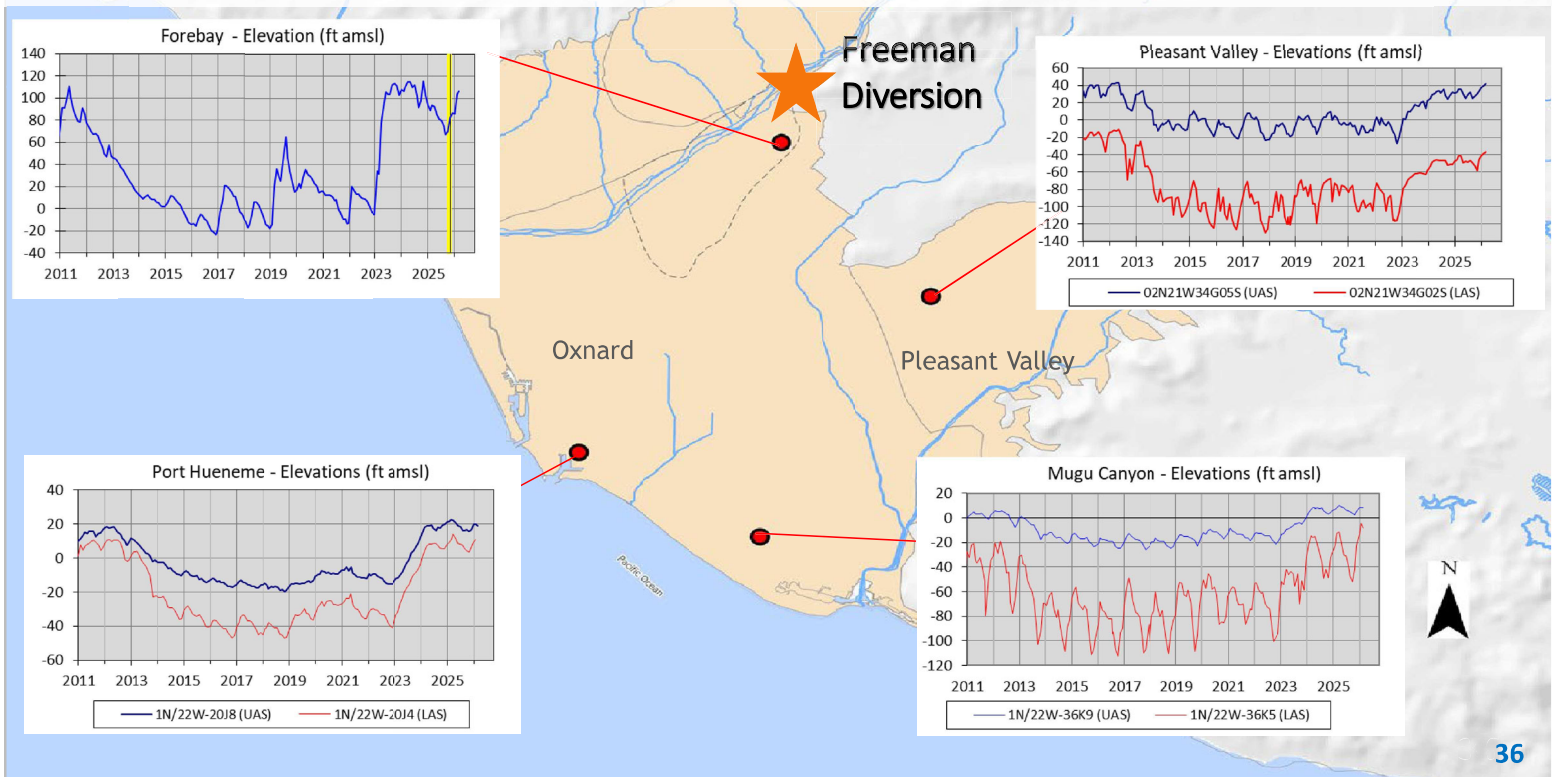 Forebay - Elevation (ft amsl)
140
120
100
80
60
40
20
0
-20
-40
2011 2013 2015 2017 2019 2021 2023 2025
Freeman
Diversion
Pleasant Valley - Elevations (ft amsl)
60
40
20
0
-20
-40
-60
-80
-100
-120
-140
2011 2013 2015 2017 2019 2021 2023 2025
02N21W34G05S (UAS) 02N21W34G02S (LAS)
Oxnard
Pleasant Valley
Port Hueneme - Elevations (ft amsl)
40
20
0
-20
-40
-60
2011 2013 2015 2017 2019 2021 2023 2025
1N/22W-20J8 (UAS) 1N/22W-20J4 (LAS)
Pacific Ocean
Mugu Canyon - Elevations (ft amsl)
20
0
-20
-40
-60
-80
-100
-120
2011 2013 2015 2017 2019 2021 2023 2025
1N/22W-36K9 (UAS) 1N/22W-36K5 (LAS)
N
36